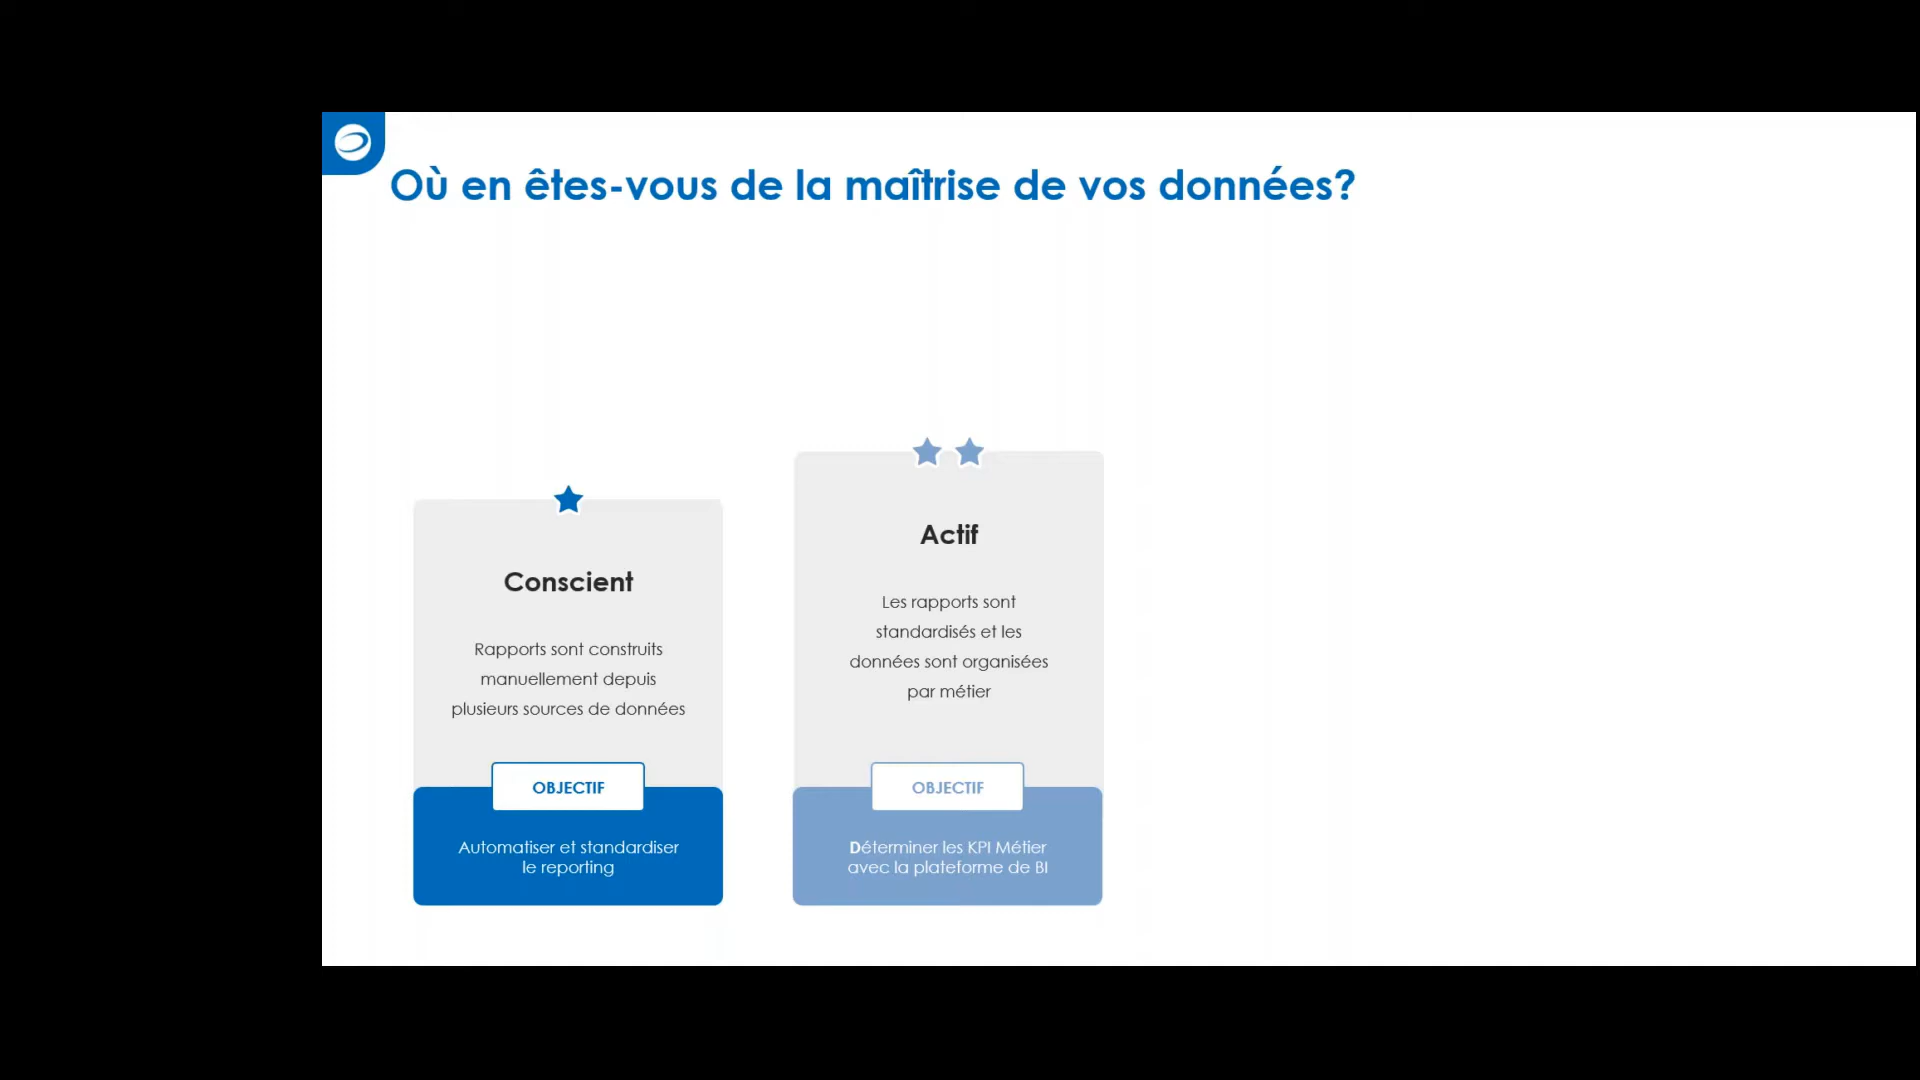 Où en êtes-vous de la maîtrise de vos données?
Conscient
Rapports sont construits
manuellement depuis
plusieurs sources de données
OBJECTIF
Automatiser et standardiser
le reporting
Actif
Les rapports sont
standardisés et les
données sont organisées
par métier
OBJECTIF
Déterminer les KPI Métier
avec la plateforme de BI